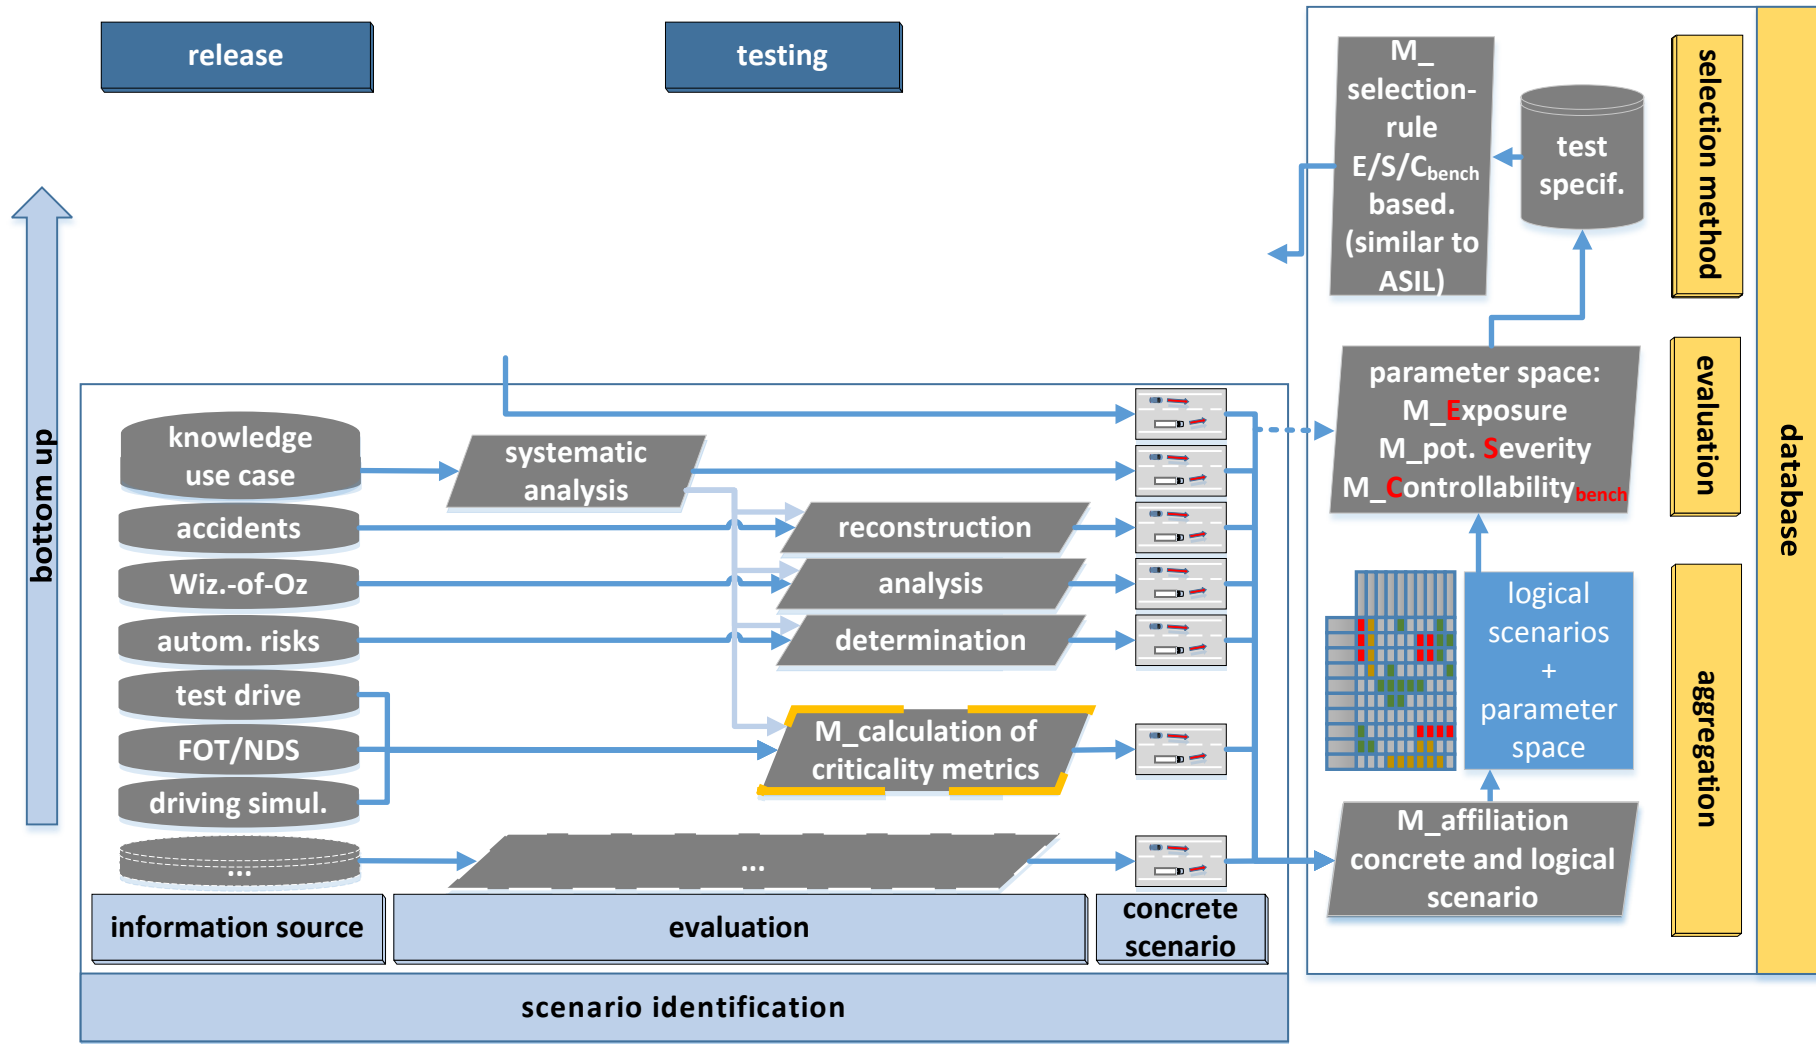 release
testing
bottom up
knowledge
use case
systematic
analysis
accidents
reconstruction
Wiz.-of-Oz
analysis
autom. risks
determination
test drive
FOT/NDS
driving simul.
M_calculation of
criticality metrics
...
...
information source
evaluation
concrete
scenario
scenario identification
M_
selection-
rule
E/S/Cbench
based.
(similar to
ASIL)
test
specif.
selection method
parameter space:
M_Exposure
M_pot. Severity
M_Controllabilitybench
evaluation
logical
scenarios
+
parameter
space
M_affiliation
concrete and logical
scenario
aggregation
database